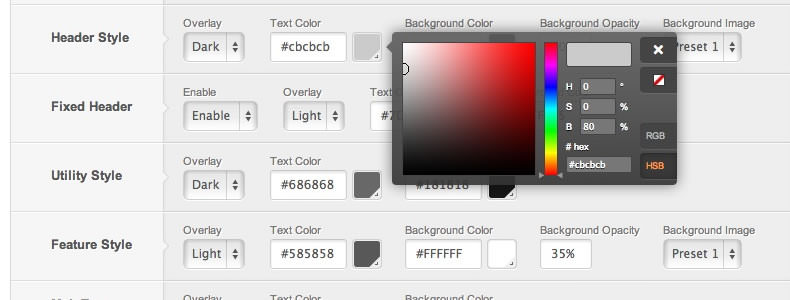 Overlay Text Color Background Color Background Opacity Background Image
Header Style Dark #cbcbcb Preset 1
H 0 °
S 0 %
B 80 %
# hex
#cbcbcb
RGB
HSB
Enable Overlay
Fixed Header Enable Light
Overlay Text Color
Utility Style Dark #686868 #181818
Overlay Text Color Background Color Background Opacity Background Image
Feature Style Light #585858 #FFFFFF 35% Preset 1
Overlay Text Color Background Color